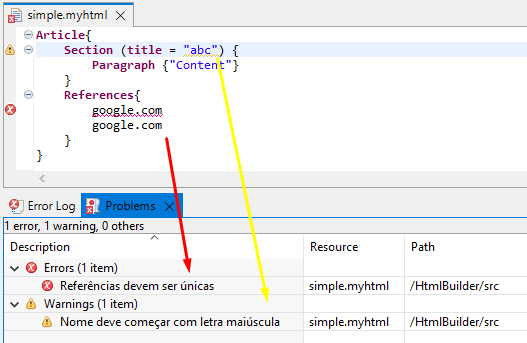 simple.myhtml
Article{
Section (title = "abc") {
Paragraph {"Content"}
}
References{
google.com
google.com
}
}
Error Log Problems
1 error, 1 warning, 0 others
Description Resource Path
Errors (1 item)
Referências devem ser únicas simple.myhtml /HtmlBuilder/src
Warnings (1 item)
Nome deve começar com letra maiúscula simple.myhtml /HtmlBuilder/src